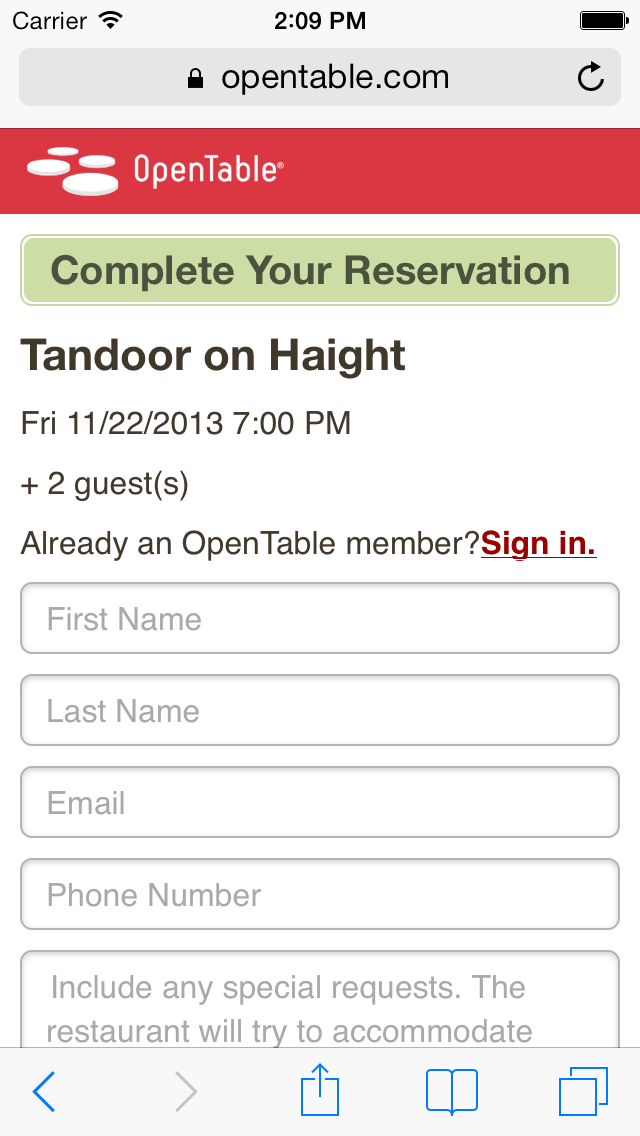 Carrier 2:09 PM
opentable.com
OpenTable®
Complete Your Reservation
Tandoor on Haight
Fri 11/22/2013 7:00 PM
+ 2 guest(s)
Already an OpenTable member?Sign in.
First Name
Last Name
Email
Phone Number
Include any special requests. The
restaurant will try to accommodate